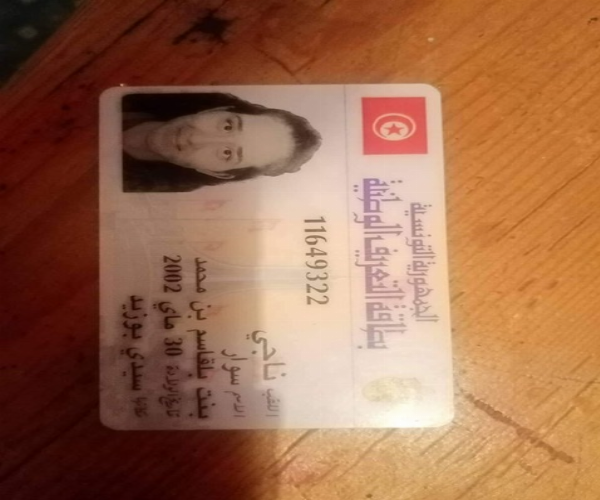 الجمهورية التونسية
بطاقة التعريف الوطنية
11649322
اللقب ناجي
الاسم سوار
بنت بلقاسم بن محمد
تاريخ الولادة 30 ماي 2002
مكانها سيدي بوزيد